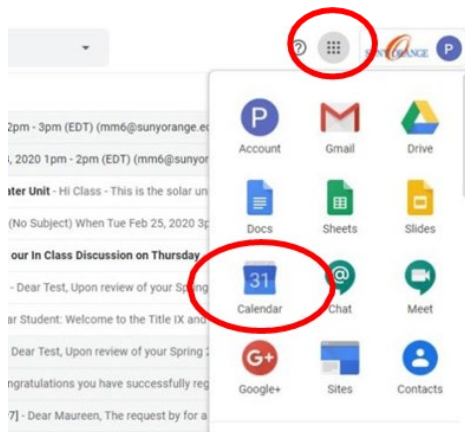 SUNY ORANGE P
2pm - 3pm (EDT) (mm6@sunyorange.ed
, 2020 1pm - 2pm (EDT) (mm6@sunyor
ater Unit - Hi Class - This is the solar un
(No Subject) When Tue Feb 25, 2020 3p
our In Class Discussion on Thursday
- Dear Test, Upon review of your Spring
ar Student: Welcome to the Title IX and
Dear Test, Upon review of your Spring 2
ngratulations you have successfully reg
7] - Dear Maureen, The request by for a
P
Account Gmail Drive
Docs Sheets Slides
31
Calendar Chat Meet
G+
Google+ Sites Contacts